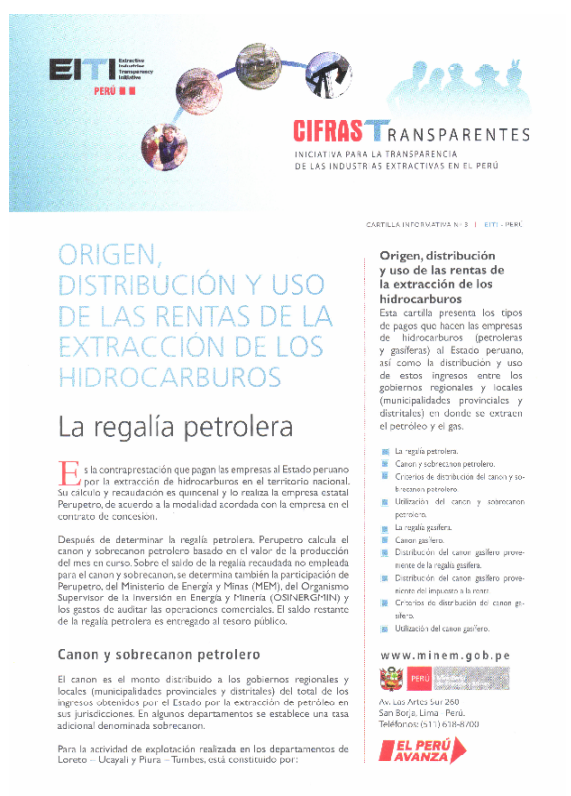 EITI
Extractive
Industries
Transparency
Initiative
PERÚ
CIFRAS TRANSPARENTES
INICIATIVA PARA LA TRANSPARENCIA
DE LAS INDUSTRIAS EXTRACTIVAS EN EL PERÚ
CARTILLA INFORMATIVA Nº 3 | EITI - PERÚ
ORIGEN,
DISTRIBUCIÓN Y USO
DE LAS RENTAS DE LA
EXTRACCIÓN DE LOS
HIDROCARBUROS
La regalía petrolera
Es la contraprestación que pagan las empresas al Estado peruano
por la extracción de hidrocarburos en el territorio nacional.
Su cálculo y recaudación es quincenal y lo realiza la empresa estatal
Perupetro, de acuerdo a la modalidad acordada con la empresa en el
contrato de concesión.
Después de determinar la regalía petrolera. Perupetro calcula el
canon y sobrecanon petrolero basado en el valor de la producción
del mes en curso. Sobre el saldo de la regalía recaudada no empleada
para el canon y sobrecanon, se determina también la participación de
Perupetro, del Ministerio de Energía y Minas (MEM), del Organismo
Supervisor de la Inversión en Energía y Minería (OSINERGMIN) y
los gastos de auditar las operaciones comerciales. El saldo restante
de la regalía petrolera es entregado al tesoro público.
Canon y sobrecanon petrolero
El canon es el monto distribuido a los gobiernos regionales y
locales (municipalidades provinciales y distritales) del total de los
ingresos obtenidos por el Estado por la extracción de petróleo en
sus jurisdicciones. En algunos departamentos se establece una tasa
adicional denominada sobrecanon.
Para la actividad de explotación realizada en los departamentos de
Loreto – Ucayali y Piura – Tumbes, está constituido por:
Origen, distribución
y uso de las rentas de
la extracción de los
hidrocarburos
Esta cartilla presenta los tipos
de pagos que hacen las empresas
de hidrocarburos (petroleras
y gasíferas) al Estado peruano,
así como la distribución y uso
de estos ingresos entre los
gobiernos regionales y locales
(municipalidades provinciales y
distritales) en donde se extraen
el petróleo y el gas.
La regalía petrolera.
Canon y sobrecanon petrolero.
Criterios de distribución del canon y so-
brecanon petrolero
Utilización del canon y sobrecanon
petrolero.
La regalía gasífera.
Canon gasífero.
Distribución del canon gasífero prove-
niente de la regalía gasífera.
Distribución del canon gasífero prove-
niente del impuesto a la renta
Criterios de distribución del canon ga-
sífero.
Utilización del canon gasífero.
www.minem.gob.pe
PERÚ
Ministerio
de Energía y Minas
Av. Las Artes Sur 260
San Borja, Lima - Perú.
Teléfonos: (511) 618-8700
EL PERÚ
AVANZA